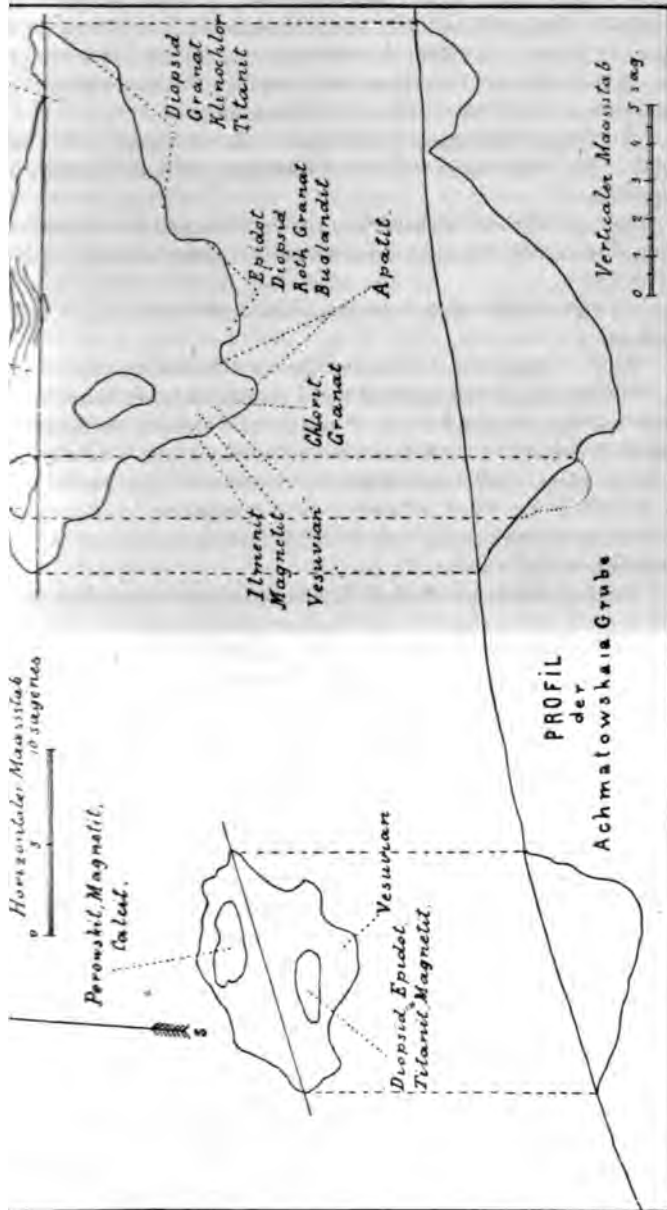 Horizontaler Maassstab
0 5 10 sagenes
Perowskit, Magnetit.
Calcit.
S
Vesuvian
Diopsid, Epidot
Titanit, Magnetit.
Diopsid
Granat
Klinochlor
Titanit
Epidot
Diopsid
Roth Granat
Buclandit
Apatit.
Chlorit,
Granat
Ilmenit
Magnetit
Vesuvian
Verticaler Maasstab
0 1 2 3 4 5 sag.
PROFIL
der
Achmatowskaia Grube